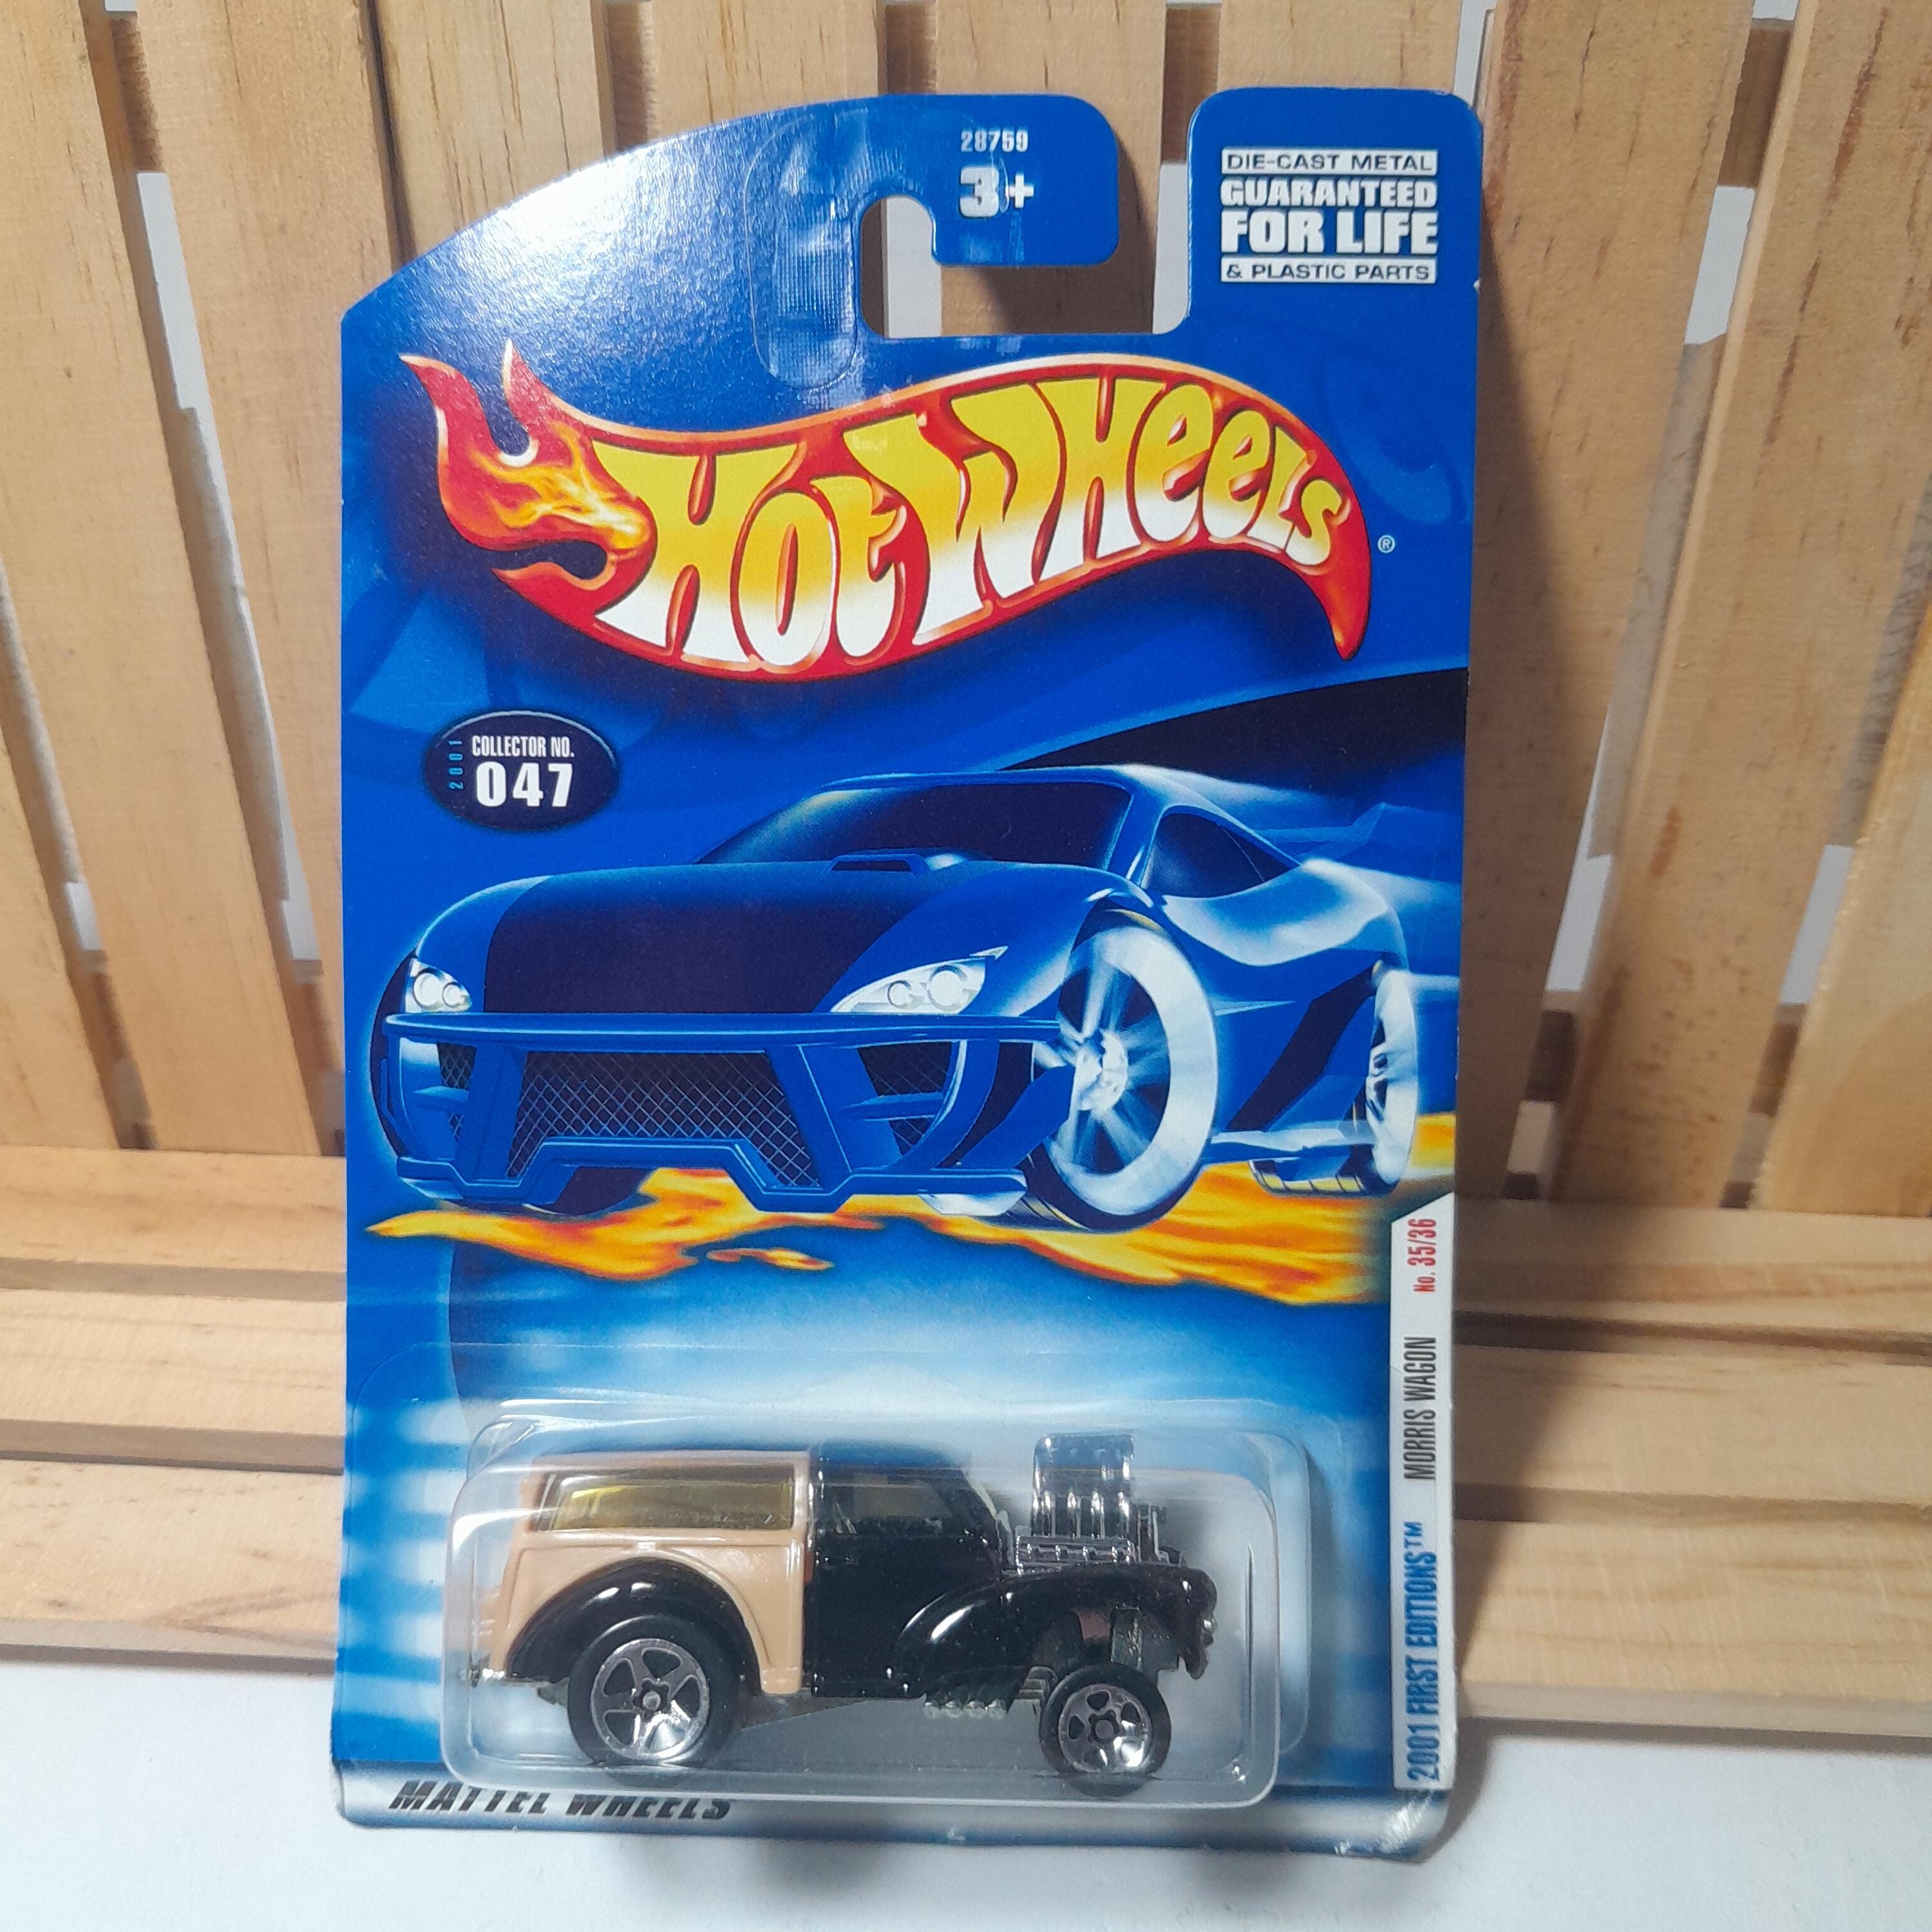 28759
3+
DIE-CAST METAL
GUARANTEED
FOR LIFE
& PLASTIC PARTS
HOT WHEELS
®
2001
COLLECTOR NO.
047
2001 FIRST EDITIONS™ MORRIS WAGON No. 35/36
MATTEL WHEELS